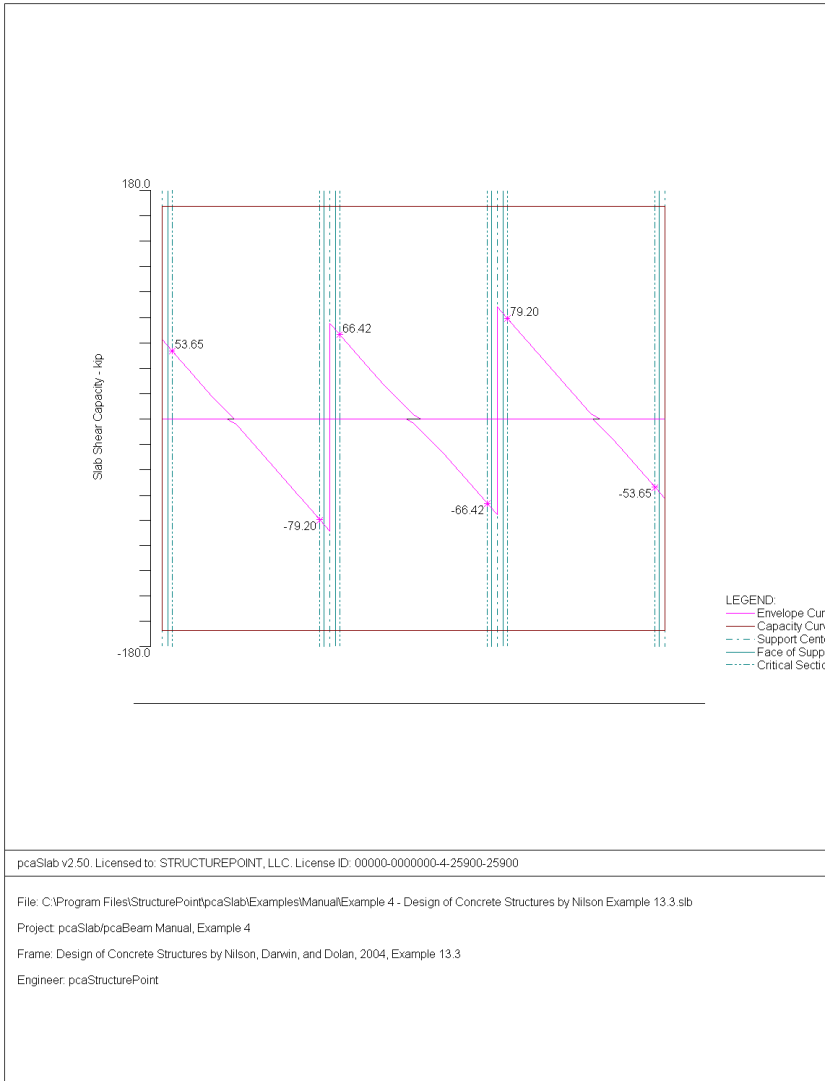 180.0
53.65
66.42
79.20
Slab Shear Capacity - kip
-79.20
-66.42
-53.65
-180.0
LEGEND:
Envelope Cur
Capacity Curv
Support Cente
Face of Suppo
Critical Sectio
pcaSlab v2.50. Licensed to: STRUCTUREPOINT, LLC. License ID: 00000-0000000-4-25900-25900
File: C:\Program Files\StructurePoint\pcaSlab\Examples\Manual\Example 4 - Design of Concrete Structures by Nilson Example 13.3.slb
Project: pcaSlab/pcaBeam Manual, Example 4
Frame: Design of Concrete Structures by Nilson, Darwin, and Dolan, 2004, Example 13.3
Engineer: pcaStructurePoint